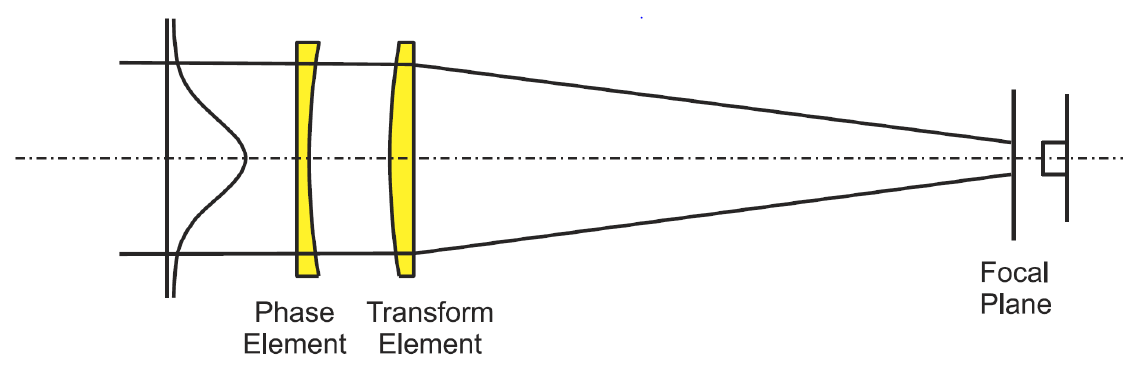 Phase
Element
Transform
Element
Focal
Plane